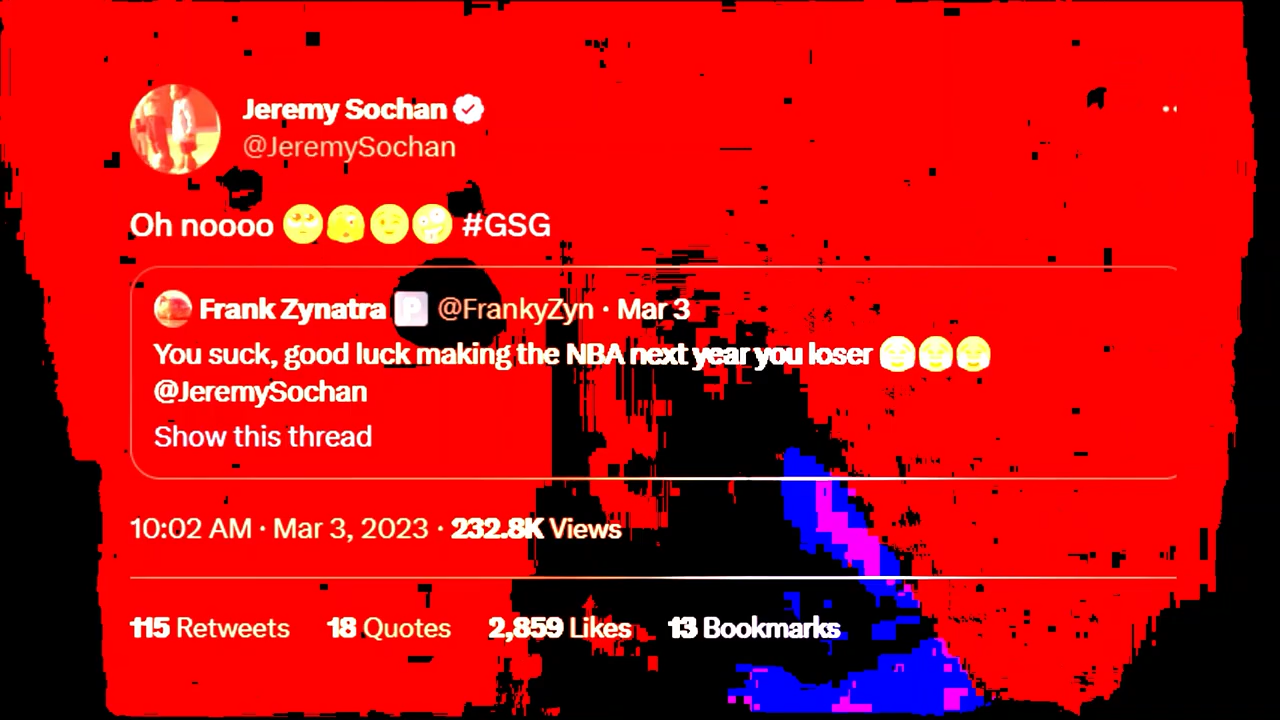 Jeremy Sochan
@JeremySochan
Oh noooo 🙄🫣😉🤪 #GSG
Frank Zynatra 🅿️ @FrankyZyn · Mar 3
You suck, good luck making the NBA next year you loser
@JeremySochan
Show this thread
10:02 AM · Mar 3, 2023 · 232.8K Views
115 Retweets 18 Quotes 2,859 Likes 13 Bookmarks